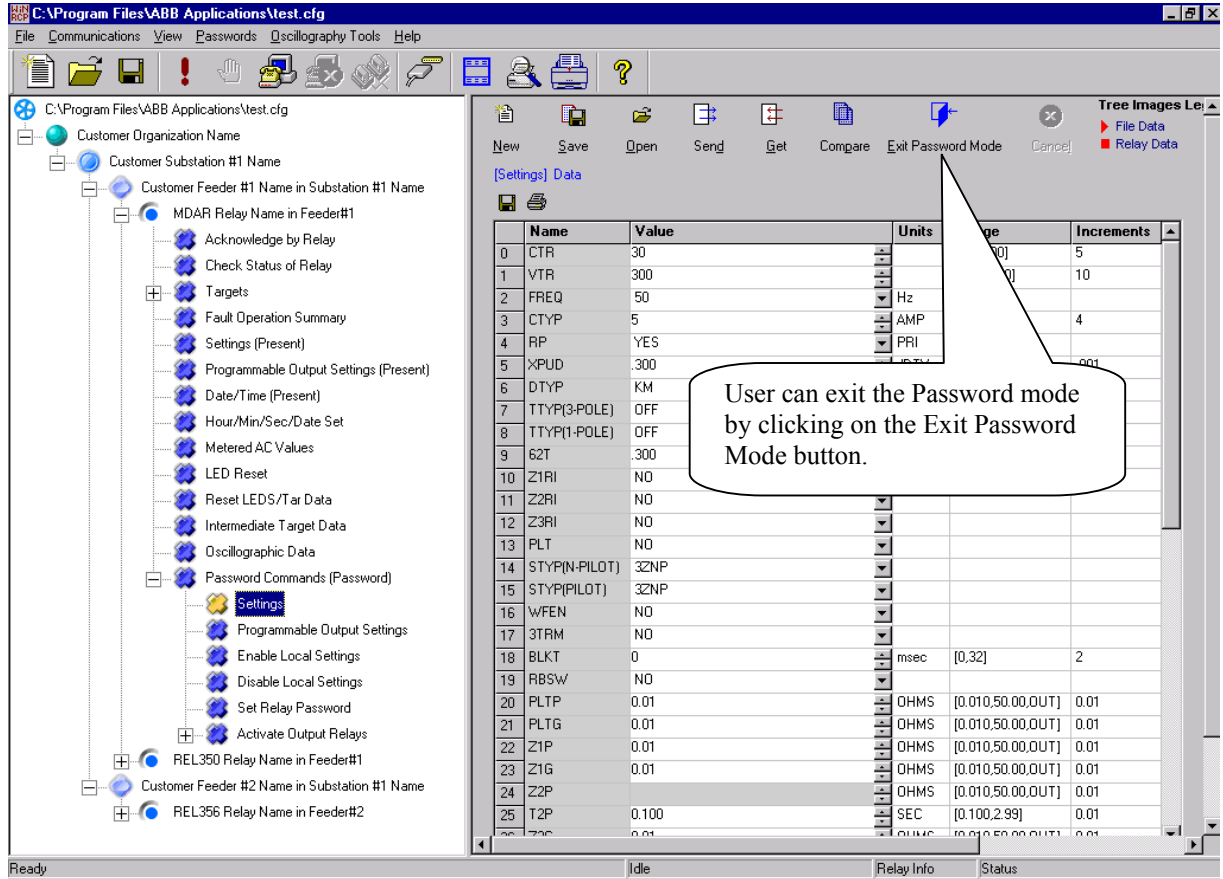 WiN RCP C:\Program Files\ABB Applications\test.cfg
File Communications View Passwords Oscillography Tools Help
C:\Program Files\ABB Applications\test.cfg
Customer Organization Name
Customer Substation #1 Name
Customer Feeder #1 Name in Substation #1 Name
MDAR Relay Name in Feeder#1
Acknowledge by Relay
Check Status of Relay
Targets
Fault Operation Summary
Settings (Present)
Programmable Output Settings (Present)
Date/Time (Present)
Hour/Min/Sec/Date Set
Metered AC Values
LED Reset
Reset LEDS/Tar Data
Intermediate Target Data
Oscillographic Data
Password Commands (Password)
Settings
Programmable Output Settings
Enable Local Settings
Disable Local Settings
Set Relay Password
Activate Output Relays
REL350 Relay Name in Feeder#1
Customer Feeder #2 Name in Substation #1 Name
REL356 Relay Name in Feeder#2
New Save Open Send Get Compare Exit Password Mode Cancel
Tree Images Le
File Data
Relay Data
[Settings] Data
Name Value Units ge Increments
0 CTR 30 00] 5
1 VTR 300 0] 10
2 FREQ 50 Hz
3 CTYP 5 AMP 4
4 RP YES PRI
5 XPUD .300 .001
6 DTYP KM
7 TTYP(3-POLE) OFF
8 TTYP(1-POLE) OFF
9 62T .300
10 Z1RI NO
11 Z2RI NO
12 Z3RI NO
13 PLT NO
14 STYP(N-PILOT) 3ZNP
15 STYP(PILOT) 3ZNP
16 WFEN NO
17 3TRM NO
18 BLKT 0 msec [0,32] 2
19 RBSW NO
20 PLTP 0.01 OHMS [0.010,50.00,OUT] 0.01
21 PLTG 0.01 OHMS [0.010,50.00,OUT] 0.01
22 Z1P 0.01 OHMS [0.010,50.00,OUT] 0.01
23 Z1G 0.01 OHMS [0.010,50.00,OUT] 0.01
24 Z2P OHMS [0.010,50.00,OUT] 0.01
25 T2P 0.100 SEC [0.100,2.99] 0.01
User can exit the Password mode
by clicking on the Exit Password
Mode button.
Ready Idle Relay Info Status